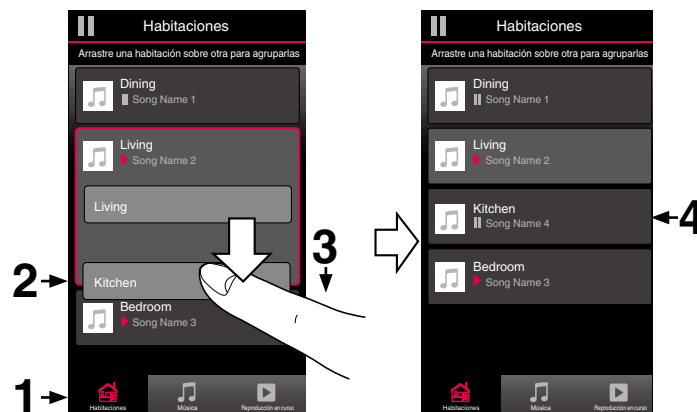 Habitaciones
Arrastre una habitación sobre otra para agruparlas
Dining
Song Name 1
Living
Song Name 2
Living
Kitchen
Bedroom
Song Name 3
Habitaciones
Música
Reproducción en curso
1
2
3
Habitaciones
Arrastre una habitación sobre otra para agruparlas
Dining
Song Name 1
Living
Song Name 2
Kitchen
Song Name 4
Bedroom
Song Name 3
Habitaciones
Música
Reproducción en curso
4